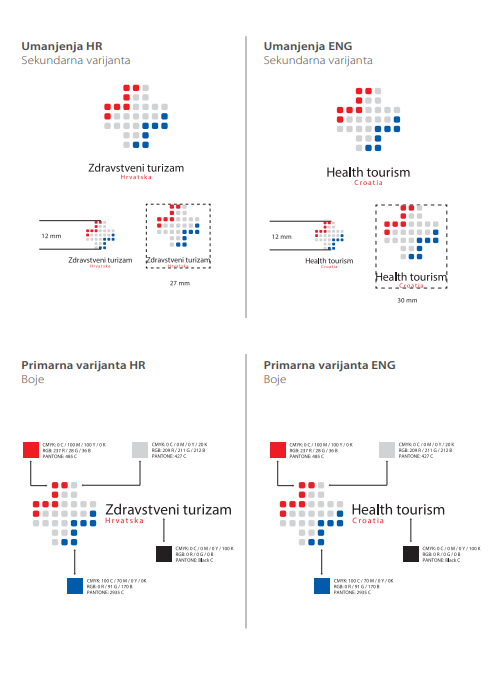 Umanjenja HR
Sekundarna varijanta
Zdravstveni turizam
Hrvatska
12 mm
Zdravstveni turizam
Hrvatska
Zdravstveni turizam
Hrvatska
27 mm
Umanjenja ENG
Sekundarna varijanta
Health tourism
Croatia
12 mm
Health tourism
Croatia
Health tourism
Croatia
30 mm
Primarna varijanta HR
Boje
CMYK: 0 C / 100 M / 100 Y / 0 K
RGB: 237 R / 28 G / 36 B
PANTONE: 485 C
CMYK: 0 C / 0 M / 0 Y / 20 K
RGB: 209 R / 211 G / 212 B
PANTONE: 427 C
Zdravstveni turizam
Hrvatska
CMYK: 0 C / 0 M / 0 Y / 100 K
RGB: 0 R / 0 G / 0 B
PANTONE: Black C
CMYK: 100 C / 70 M / 0 Y / 0K
RGB: 0 R / 91 G / 170 B
PANTONE: 2935 C
Primarna varijanta ENG
Boje
CMYK: 0 C / 100 M / 100 Y / 0 K
RGB: 237 R / 28 G / 36 B
PANTONE: 485 C
CMYK: 0 C / 0 M / 0 Y / 20 K
RGB: 209 R / 211 G / 212 B
PANTONE: 427 C
Health tourism
Croatia
CMYK: 0 C / 0 M / 0 Y / 100 K
RGB: 0 R / 0 G / 0 B
PANTONE: Black C
CMYK: 100 C / 70 M / 0 Y / 0K
RGB: 0 R / 91 G / 170 B
PANTONE: 2935 C